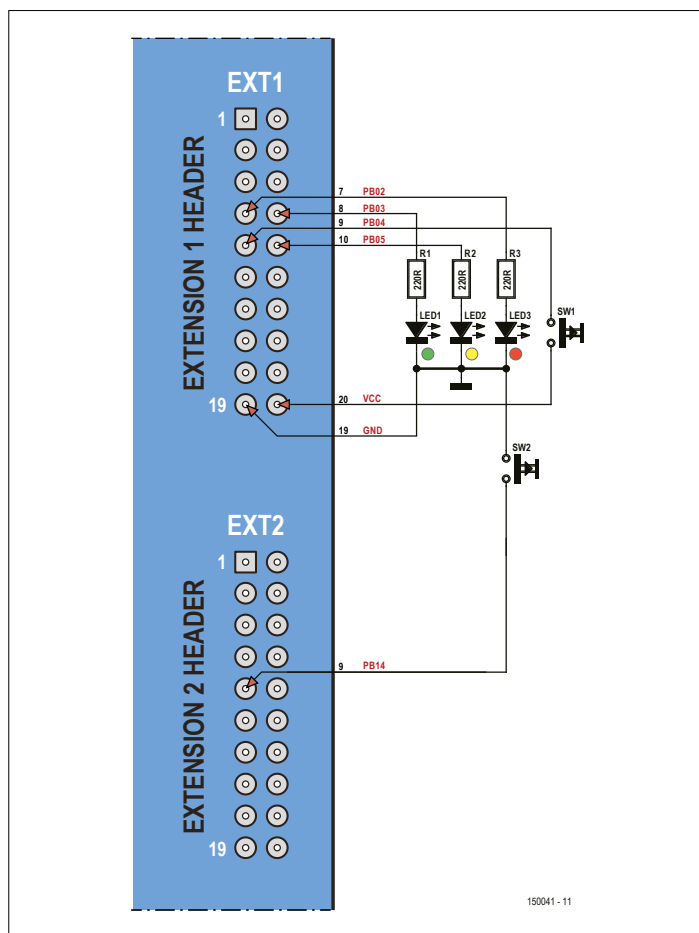 EXT1
EXTENSION 1 HEADER
1
7 PB02
8 PB03
9 PB04
10 PB05
R1 R2 R3
220R 220R 220R
SW1
LED1 LED2 LED3
19
20 VCC
19 GND
SW2
EXT2
EXTENSION 2 HEADER
1
9 PB14
19
150041 - 11